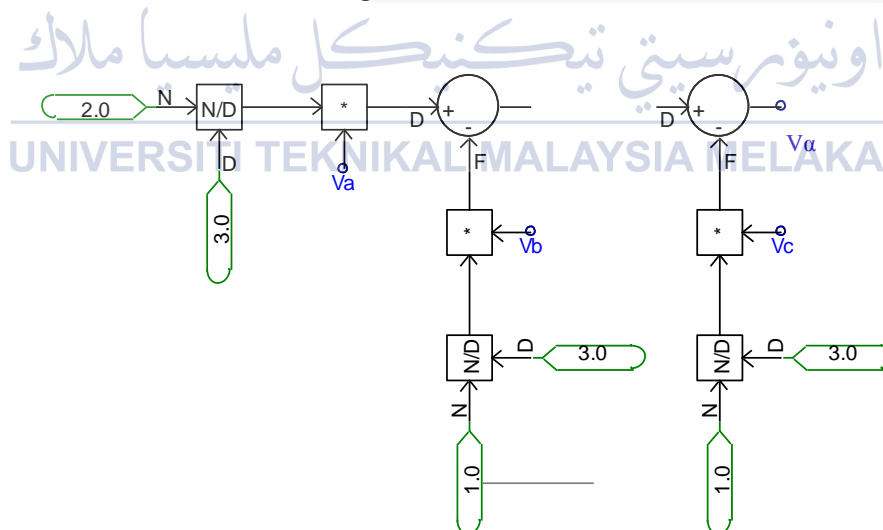 اونيۏرسيتي تيكنيكل مليسيا ملاك
2.0 N N/D * D + - D + -
UNIVERSITI TEKNIKAL MALAYSIA MELAKA
D Va F F Vα
3.0
* Vb * Vc
N/D D 3.0 N/D D 3.0
N N
1.0 1.0